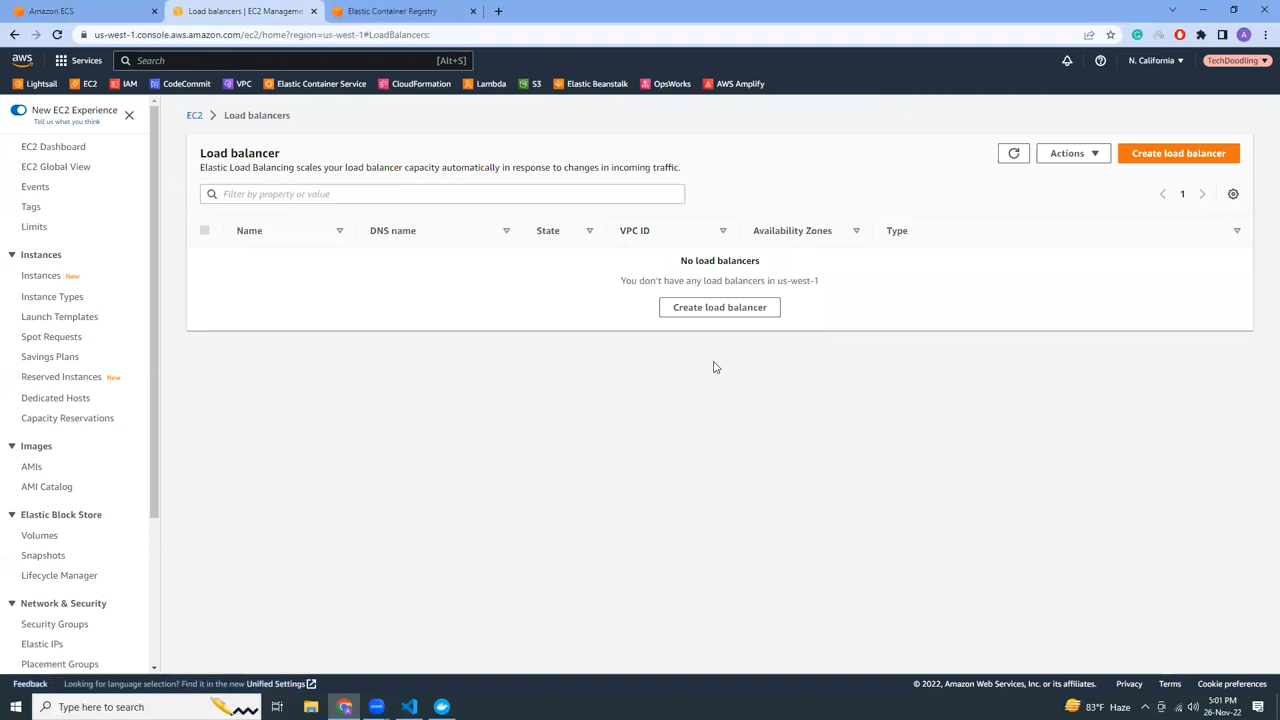 Amazon ECS
Load balancers | EC2 Manageme
Elastic Container Registry
us-west-1.console.aws.amazon.com/ec2/home?region=us-west-1#LoadBalancers:
A
aws
Services
Search
[Alt+S]
N. California
TechDoodling
Lightsail
EC2
IAM
CodeCommit
VPC
Elastic Container Service
CloudFormation
Lambda
S3
Elastic Beanstalk
OpsWorks
AWS Amplify
New EC2 Experience
Tell us what you think
EC2 Dashboard
EC2 Global View
Events
Tags
Limits
Instances
Instances New
Instance Types
Launch Templates
Spot Requests
Savings Plans
Reserved Instances New
Dedicated Hosts
Capacity Reservations
Images
AMIs
AMI Catalog
Elastic Block Store
Volumes
Snapshots
Lifecycle Manager
Network & Security
Security Groups
Elastic IPs
Placement Groups
EC2 > Load balancers
Load balancer
Elastic Load Balancing scales your load balancer capacity automatically in response to changes in incoming traffic.
Actions
Create load balancer
Filter by property or value
1
Name
DNS name
State
VPC ID
Availability Zones
Type
No load balancers
You don't have any load balancers in us-west-1
Create load balancer
Feedback
Looking for language selection? Find it in the new Unified Settings
© 2022, Amazon Web Services, Inc. or its affiliates.
Privacy
Terms
Cookie preferences
Type here to search
83°F Haze
5:01 PM
26-Nov-22